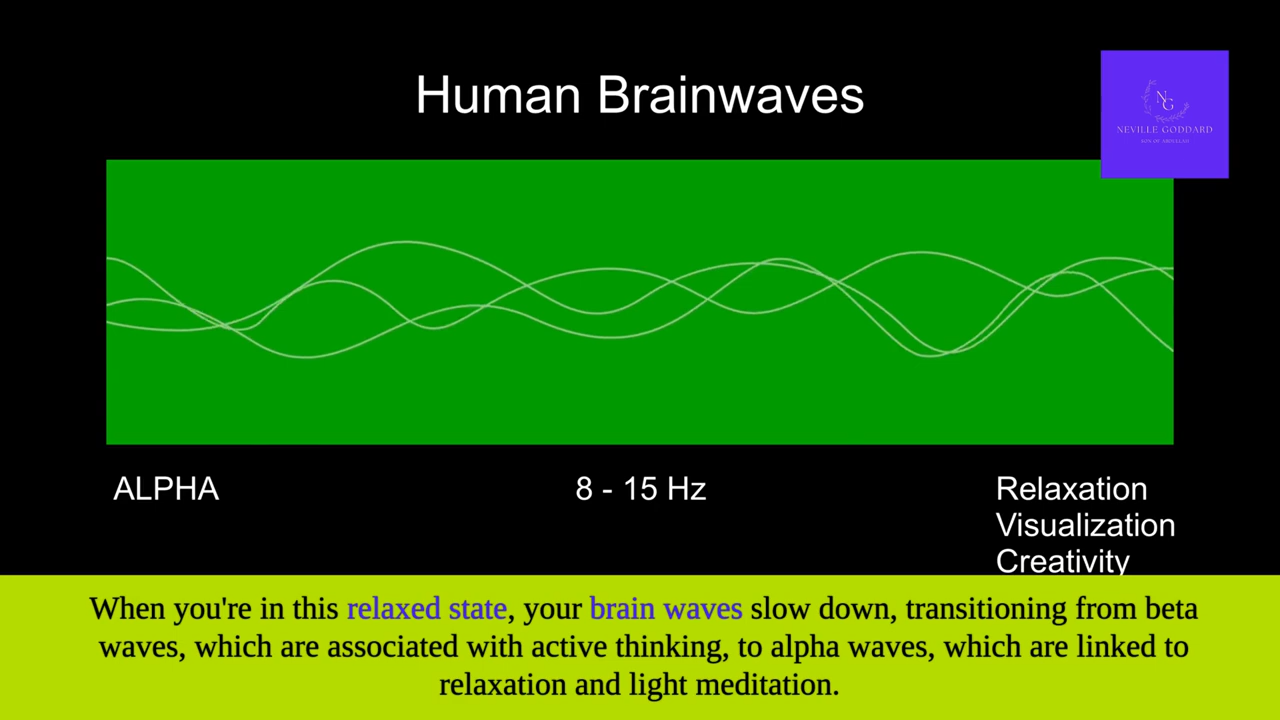 Human Brainwaves
NG
NEVILLE GODDARD
ALPHA
8 - 15 Hz
Relaxation
Visualization
Creativity
When you're in this relaxed state, your brain waves slow down, transitioning from beta
waves, which are associated with active thinking, to alpha waves, which are linked to
relaxation and light meditation.